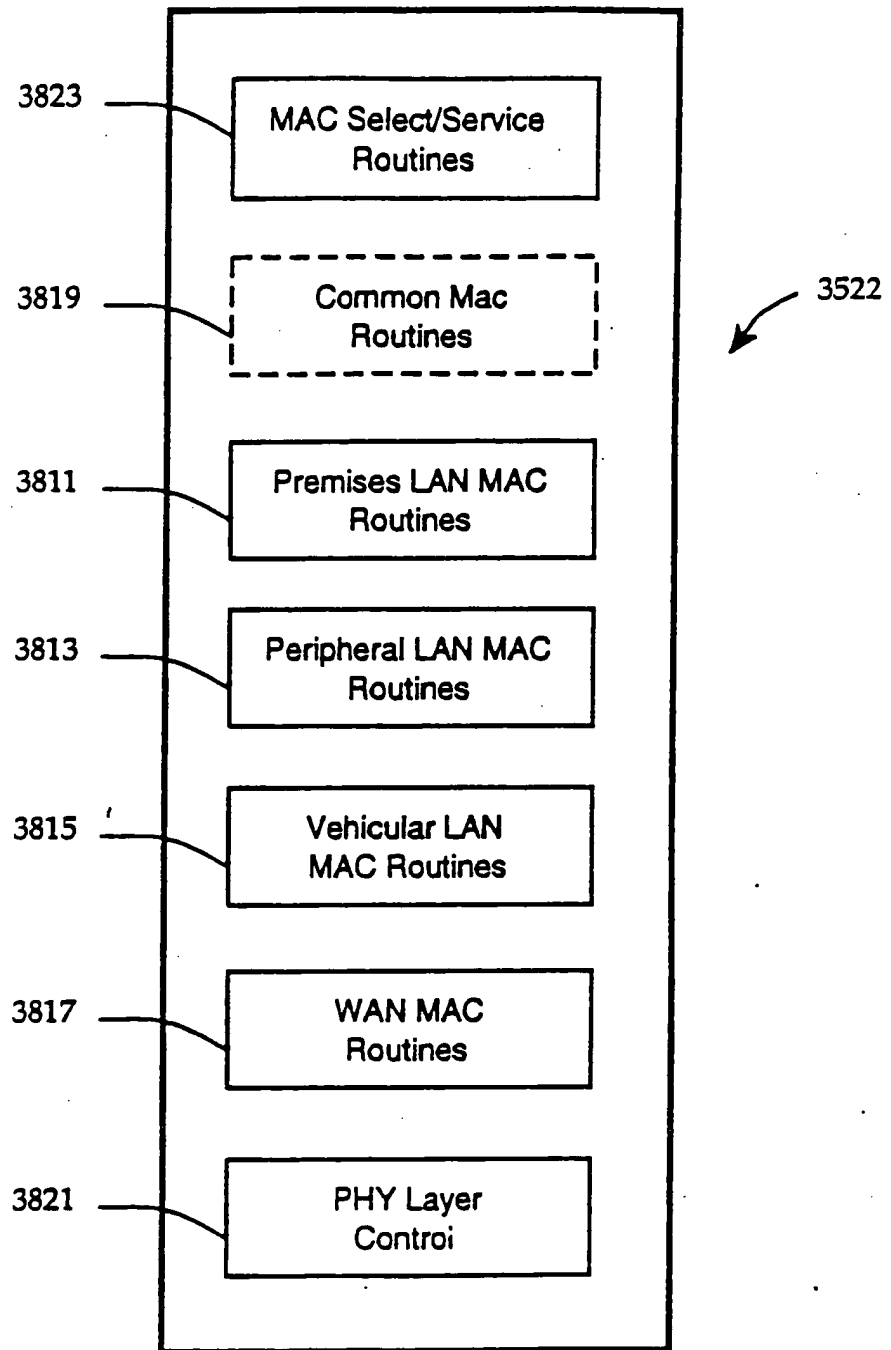 3823
MAC Select/Service
Routines
3819
Common Mac
Routines
3522
3811
Premises LAN MAC
Routines
3813
Peripheral LAN MAC
Routines
3815
Vehicular LAN
MAC Routines
3817
WAN MAC
Routines
3821
PHY Layer
Control